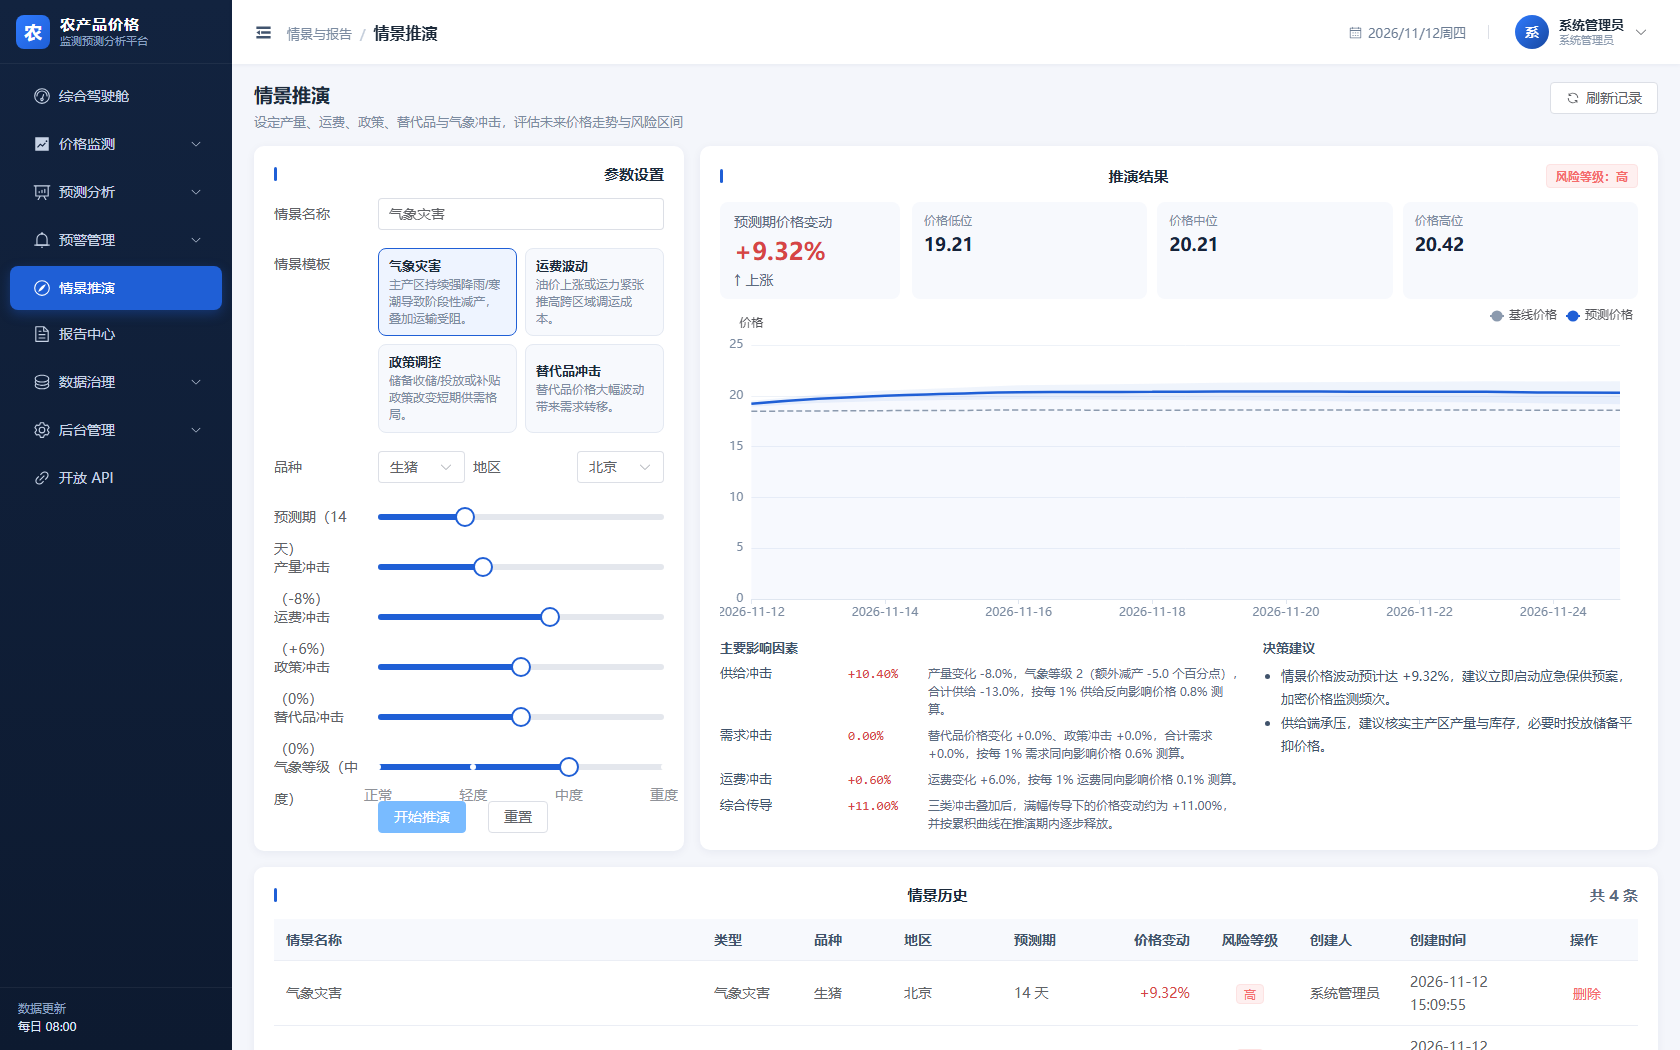 农
农产品价格
监测预测分析平台
综合驾驶舱
价格监测
预测分析
预警管理
情景推演
报告中心
数据治理
后台管理
开放 API
数据更新
每日 08:00
情景与报告 / 情景推演
2026/11/12周四
系
系统管理员
系统管理员
情景推演
设定产量、运费、政策、替代品与气象冲击，评估未来价格走势与风险区间
刷新记录
参数设置
情景名称
气象灾害
情景模板
气象灾害
主产区持续强降雨/寒
潮导致阶段性减产，
叠加运输受阻。
运费波动
油价上涨或运力紧张
推高跨区域调运成
本。
政策调控
储备收储/投放或补贴
政策改变短期供需格
局。
替代品冲击
替代品价格大幅波动
带来需求转移。
品种
生猪
地区
北京
预测期（14
天）
产量冲击
（-8%）
运费冲击
（+6%）
政策冲击
（0%）
替代品冲击
（0%）
气象等级（中
度）
正常
轻度
中度
重度
开始推演
重置
推演结果
风险等级：高
预测期价格变动
+9.32%
↑ 上涨
价格低位
19.21
价格中位
20.21
价格高位
20.42
价格
基线价格
预测价格
25
20
15
10
5
0
2026-11-12
2026-11-14
2026-11-16
2026-11-18
2026-11-20
2026-11-22
2026-11-24
主要影响因素
供给冲击
+10.40%
产量变化 -8.0%，气象等级 2（额外减产 -5.0 个百分点），
合计供给 -13.0%，按每 1% 供给反向影响价格 0.8% 测
算。
需求冲击
0.00%
替代品价格变化 +0.0%、政策冲击 +0.0%，合计需求
+0.0%，按每 1% 需求同向影响价格 0.6% 测算。
运费冲击
+0.60%
运费变化 +6.0%，按每 1% 运费同向影响价格 0.1% 测算。
综合传导
+11.00%
三类冲击叠加后，满幅传导下的价格变动约为 +11.00%，
并按累积曲线在推演期内逐步释放。
决策建议
情景价格波动预计达 +9.32%，建议立即启动应急保供预案，
加密价格监测频次。
供给端承压，建议核实主产区产量与库存，必要时投放储备平
抑价格。
情景历史
共 4 条
情景名称
类型
品种
地区
预测期
价格变动
风险等级
创建人
创建时间
操作
气象灾害
气象灾害
生猪
北京
14 天
+9.32%
高
系统管理员
2026-11-12
15:09:55
删除
2026-11-12